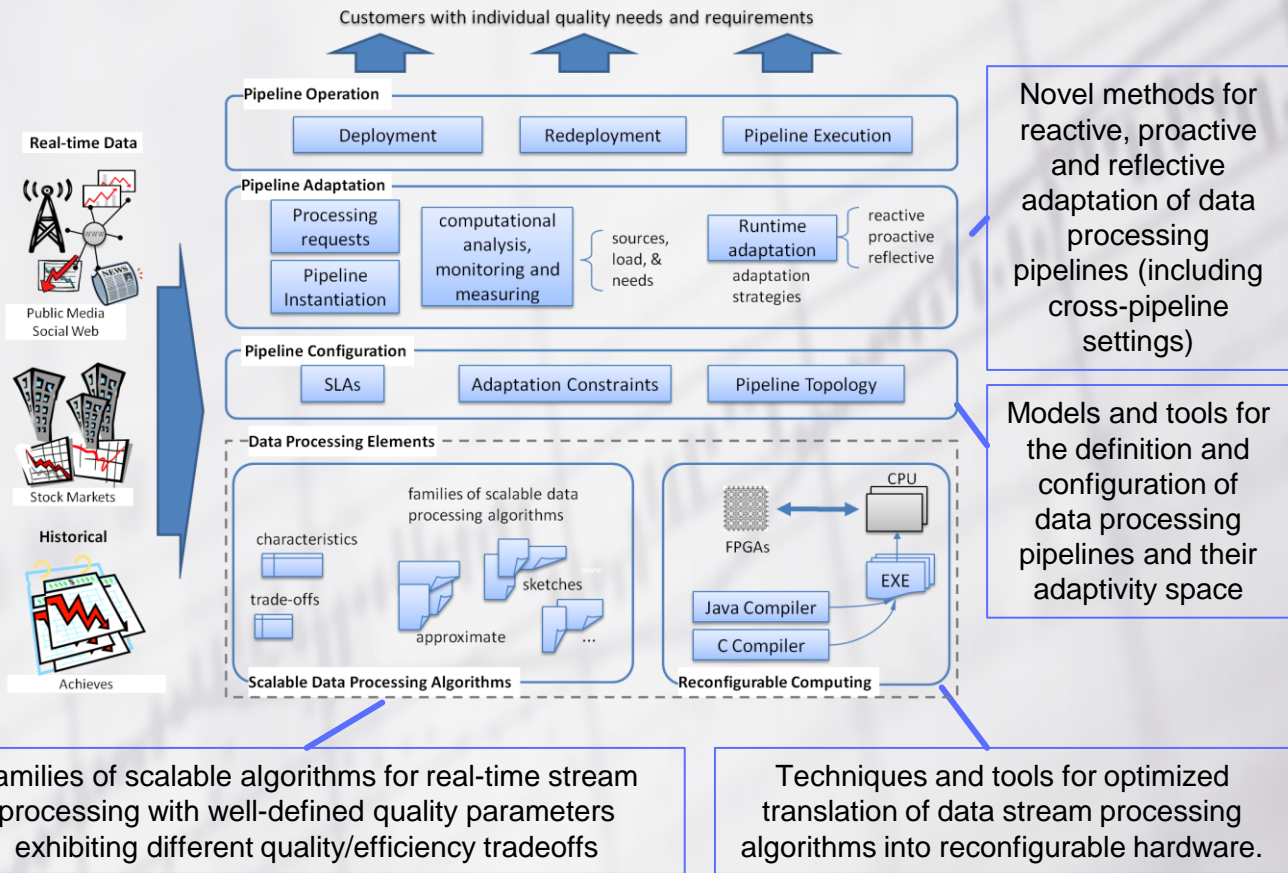 Customers with individual quality needs and requirements
Pipeline Operation
Deployment
Redeployment
Pipeline Execution
Real-time Data
WWW
NEWS
Public Media
Social Web
Stock Markets
Historical
Achieves
Pipeline Adaptation
Processing
requests
Pipeline
Instantiation
computational
analysis,
monitoring and
measuring
sources,
load, &
needs
Runtime
adaptation
adaptation
strategies
reactive
proactive
reflective
Pipeline Configuration
SLAs
Adaptation Constraints
Pipeline Topology
Data Processing Elements
families of scalable data
processing algorithms
characteristics
trade-offs
approximate
sketches
www
...
Scalable Data Processing Algorithms
FPGAs
CPU
EXE
Java Compiler
C Compiler
Reconfigurable Computing
Novel methods for
reactive, proactive
and reflective
adaptation of data
processing
pipelines (including
cross-pipeline
settings)
Models and tools for
the definition and
configuration of
data processing
pipelines and their
adaptivity space
amilies of scalable algorithms for real-time stream
processing with well-defined quality parameters
exhibiting different quality/efficiency tradeoffs
Techniques and tools for optimized
translation of data stream processing
algorithms into reconfigurable hardware.